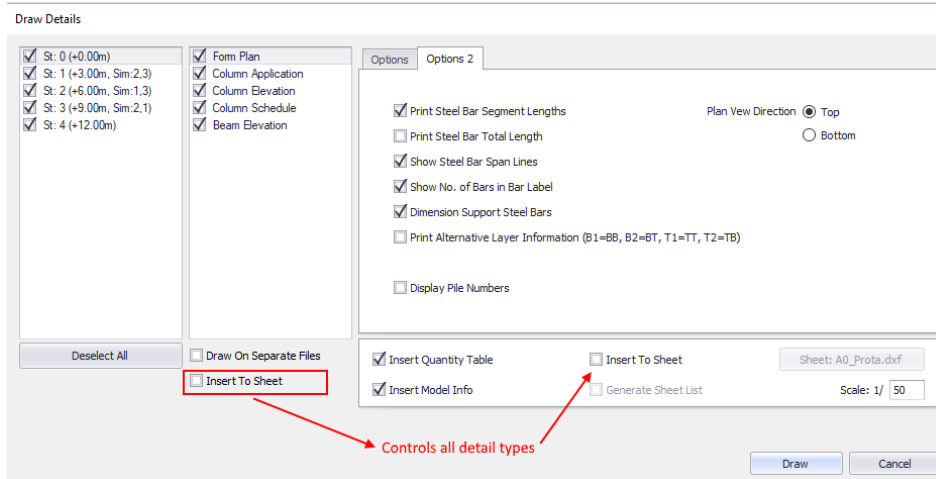 Draw Details
St: 0 (+0.00m)
St: 1 (+3.00m, Sim:2,3)
St: 2 (+6.00m, Sim:1,3)
St: 3 (+9.00m, Sim:2,1)
St: 4 (+12.00m)
Deselect All
Form Plan
Column Application
Column Elevation
Column Schedule
Beam Elevation
Draw On Separate Files
Insert To Sheet
Options
Options 2
Print Steel Bar Segment Lengths
Print Steel Bar Total Length
Show Steel Bar Span Lines
Show No. of Bars in Bar Label
Dimension Support Steel Bars
Print Alternative Layer Information (B1=BB, B2=BT, T1=TT, T2=TB)
Display Pile Numbers
Plan Vew Direction
Top
Bottom
Insert Quantity Table
Insert To Sheet
Sheet: A0_Prota.dxf
Insert Model Info
Generate Sheet List
Scale: 1/ 50
Controls all detail types
Draw
Cancel